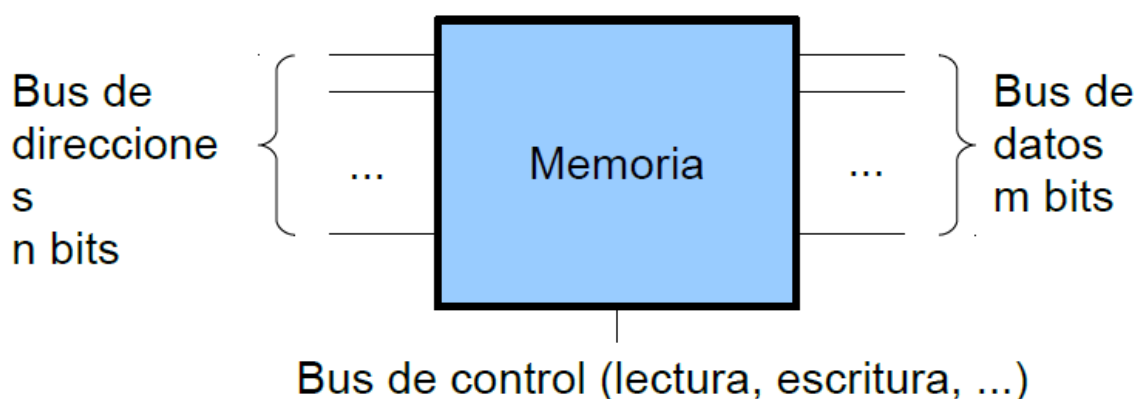 Bus de
direccione
s
n bits
...
Memoria
...
Bus de
datos
m bits
Bus de control (lectura, escritura, ...)